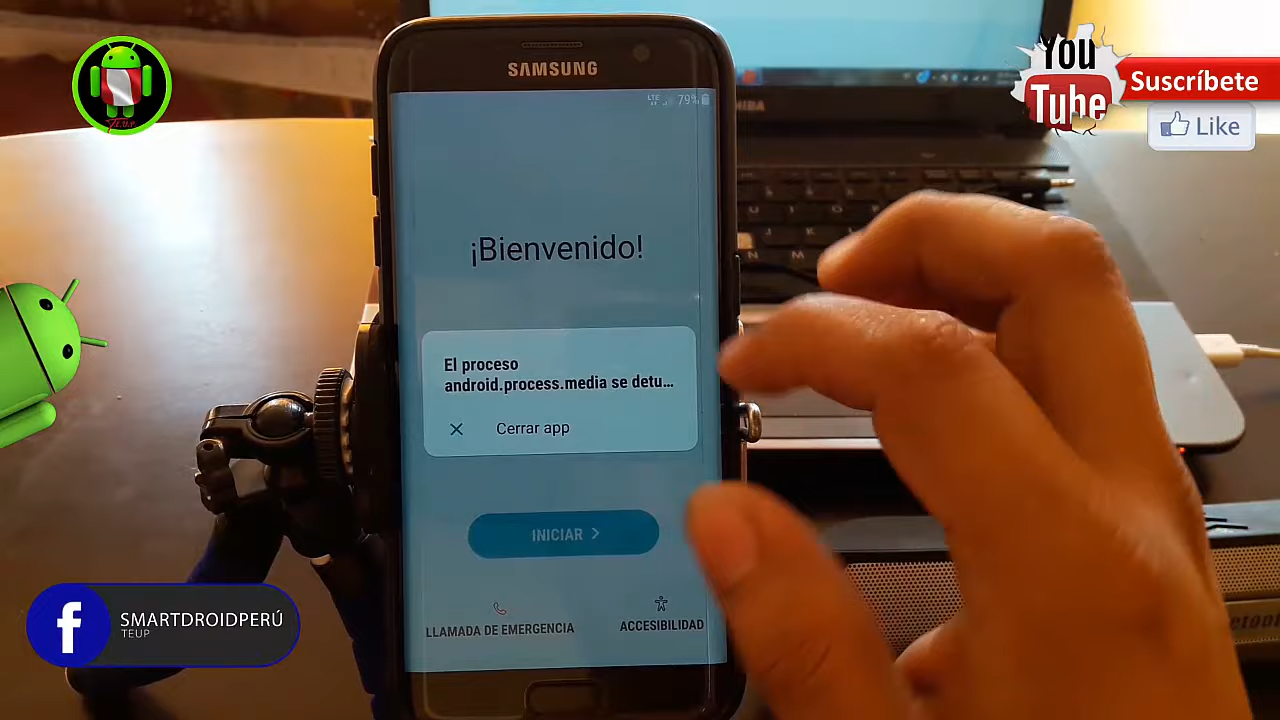 SAMSUNG
LTE 79%
¡Bienvenido!
El proceso
android.process.media se detu...
Cerrar app
INICIAR
LLAMADA DE EMERGENCIA
ACCESIBILIDAD
You
Tube
Suscríbete
Like
T.E.U.P.
SMARTDROIDPERÚ
TEUP
f